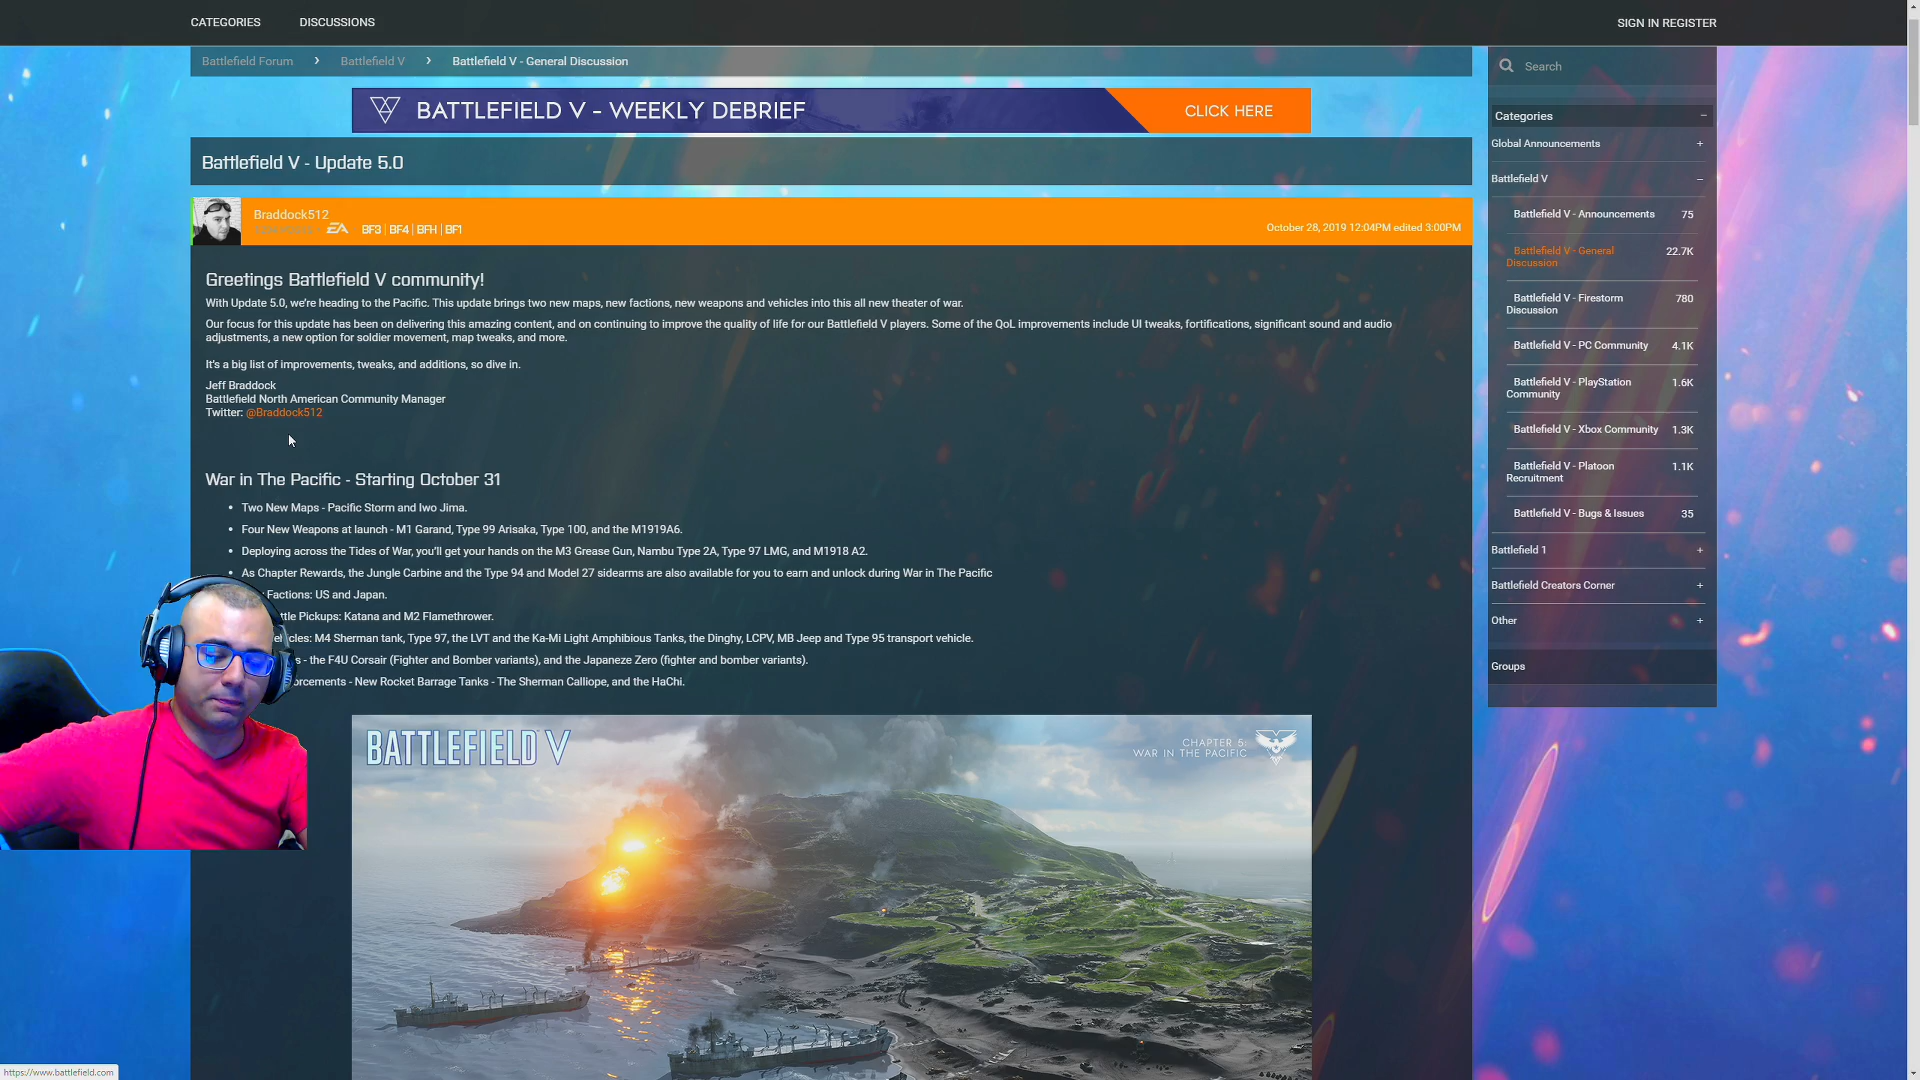 CATEGORIES DISCUSSIONS SIGN IN REGISTER
Battlefield Forum › Battlefield V › Battlefield V - General Discussion
BATTLEFIELD V - WEEKLY DEBRIEF CLICK HERE
Battlefield V - Update 5.0
Braddock512
EA BF3 | BF4 | BFH | BF1
October 28, 2019 12:04PM edited 3:00PM
Greetings Battlefield V community!
With Update 5.0, we're heading to the Pacific. This update brings two new maps, new factions, new weapons and vehicles into this all new theater of war.
Our focus for this update has been on delivering this amazing content, and on continuing to improve the quality of life for our Battlefield V players. Some of the QoL improvements include UI tweaks, fortifications, significant sound and audio
adjustments, a new option for soldier movement, map tweaks, and more.
It's a big list of improvements, tweaks, and additions, so dive in.
Jeff Braddock
Battlefield North American Community Manager
Twitter: @Braddock512
War in The Pacific - Starting October 31
• Two New Maps - Pacific Storm and Iwo Jima.
• Four New Weapons at launch - M1 Garand, Type 99 Arisaka, Type 100, and the M1919A6.
• Deploying across the Tides of War, you'll get your hands on the M3 Grease Gun, Nambu Type 2A, Type 97 LMG, and M1918 A2.
• As Chapter Rewards, the Jungle Carbine and the Type 94 and Model 27 sidearms are also available for you to earn and unlock during War in The Pacific
Factions: US and Japan.
ttle Pickups: Katana and M2 Flamethrower.
hicles: M4 Sherman tank, Type 97, the LVT and the Ka-Mi Light Amphibious Tanks, the Dinghy, LCPV, MB Jeep and Type 95 transport vehicle.
s - the F4U Corsair (Fighter and Bomber variants), and the Japaneze Zero (fighter and bomber variants).
orcements - New Rocket Barrage Tanks - The Sherman Calliope, and the HaChi.
BATTLEFIELD V
CHAPTER 5:
WAR IN THE PACIFIC
Search
Categories −
Global Announcements +
Battlefield V −
Battlefield V - Announcements 75
Battlefield V - General 22.7K
Discussion
Battlefield V - Firestorm 780
Discussion
Battlefield V - PC Community 4.1K
Battlefield V - PlayStation 1.6K
Community
Battlefield V - Xbox Community 1.3K
Battlefield V - Platoon 1.1K
Recruitment
Battlefield V - Bugs & Issues 35
Battlefield 1 +
Battlefield Creators Corner +
Other +
Groups
https://www.battlefield.com